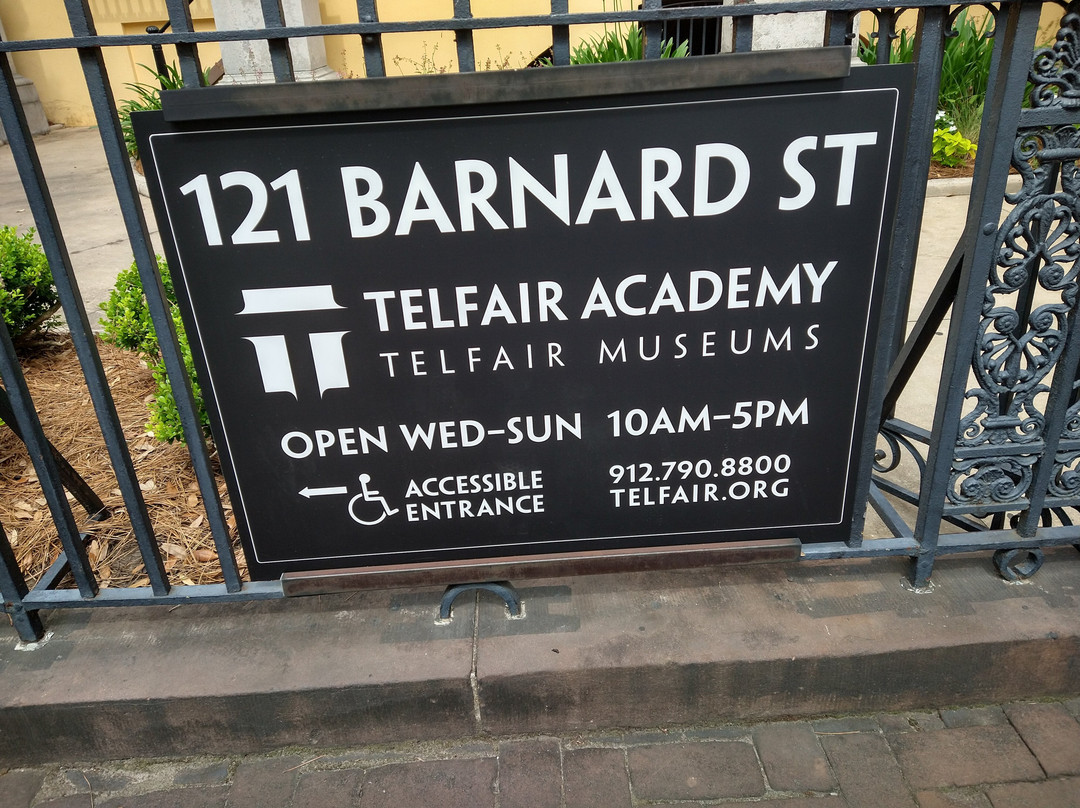 121 BARNARD ST
TELFAIR ACADEMY
TELFAIR MUSEUMS
OPEN WED–SUN 10AM–5PM
ACCESSIBLE
ENTRANCE
912.790.8800
TELFAIR.ORG